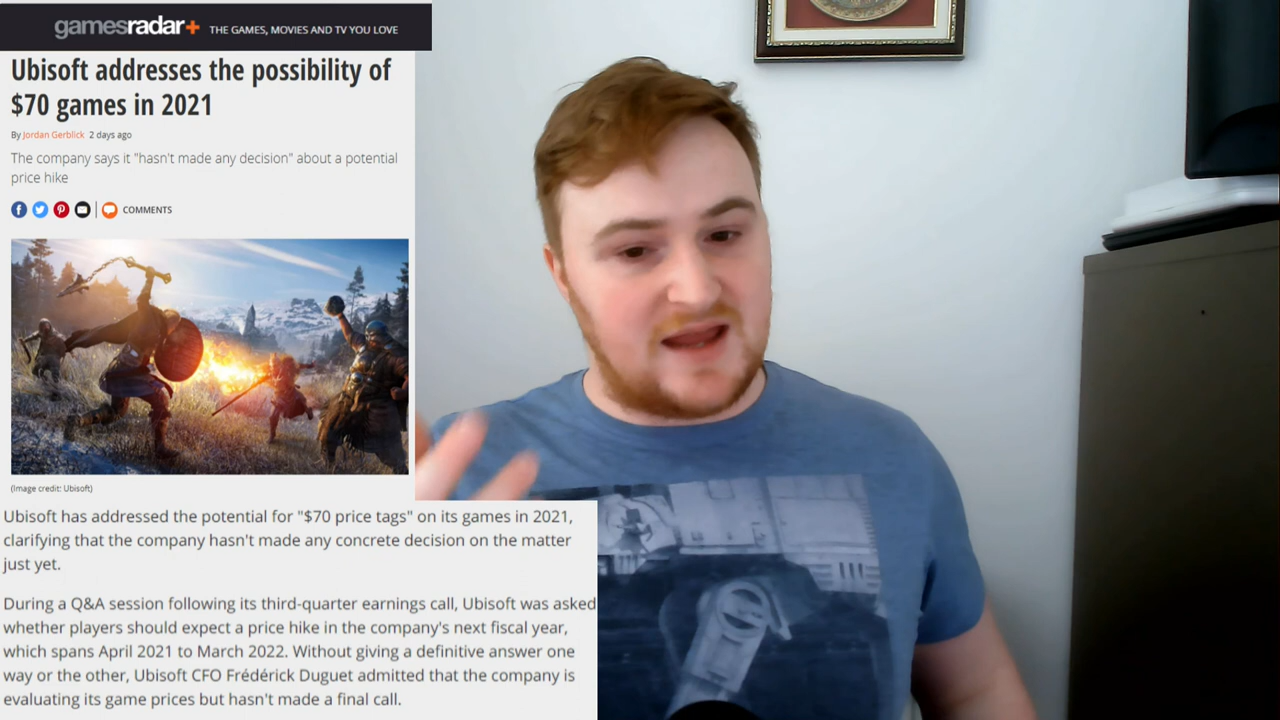 gamesradar+ THE GAMES, MOVIES AND TV YOU LOVE
Ubisoft addresses the possibility of
$70 games in 2021
By Jordan Gerblick 2 days ago
The company says it "hasn't made any decision" about a potential
price hike
COMMENTS
(Image credit: Ubisoft)
Ubisoft has addressed the potential for "$70 price tags" on its games in 2021,
clarifying that the company hasn't made any concrete decision on the matter
just yet.
During a Q&A session following its third-quarter earnings call, Ubisoft was asked
whether players should expect a price hike in the company's next fiscal year,
which spans April 2021 to March 2022. Without giving a definitive answer one
way or the other, Ubisoft CFO Frédérick Duguet admitted that the company is
evaluating its game prices but hasn't made a final call.